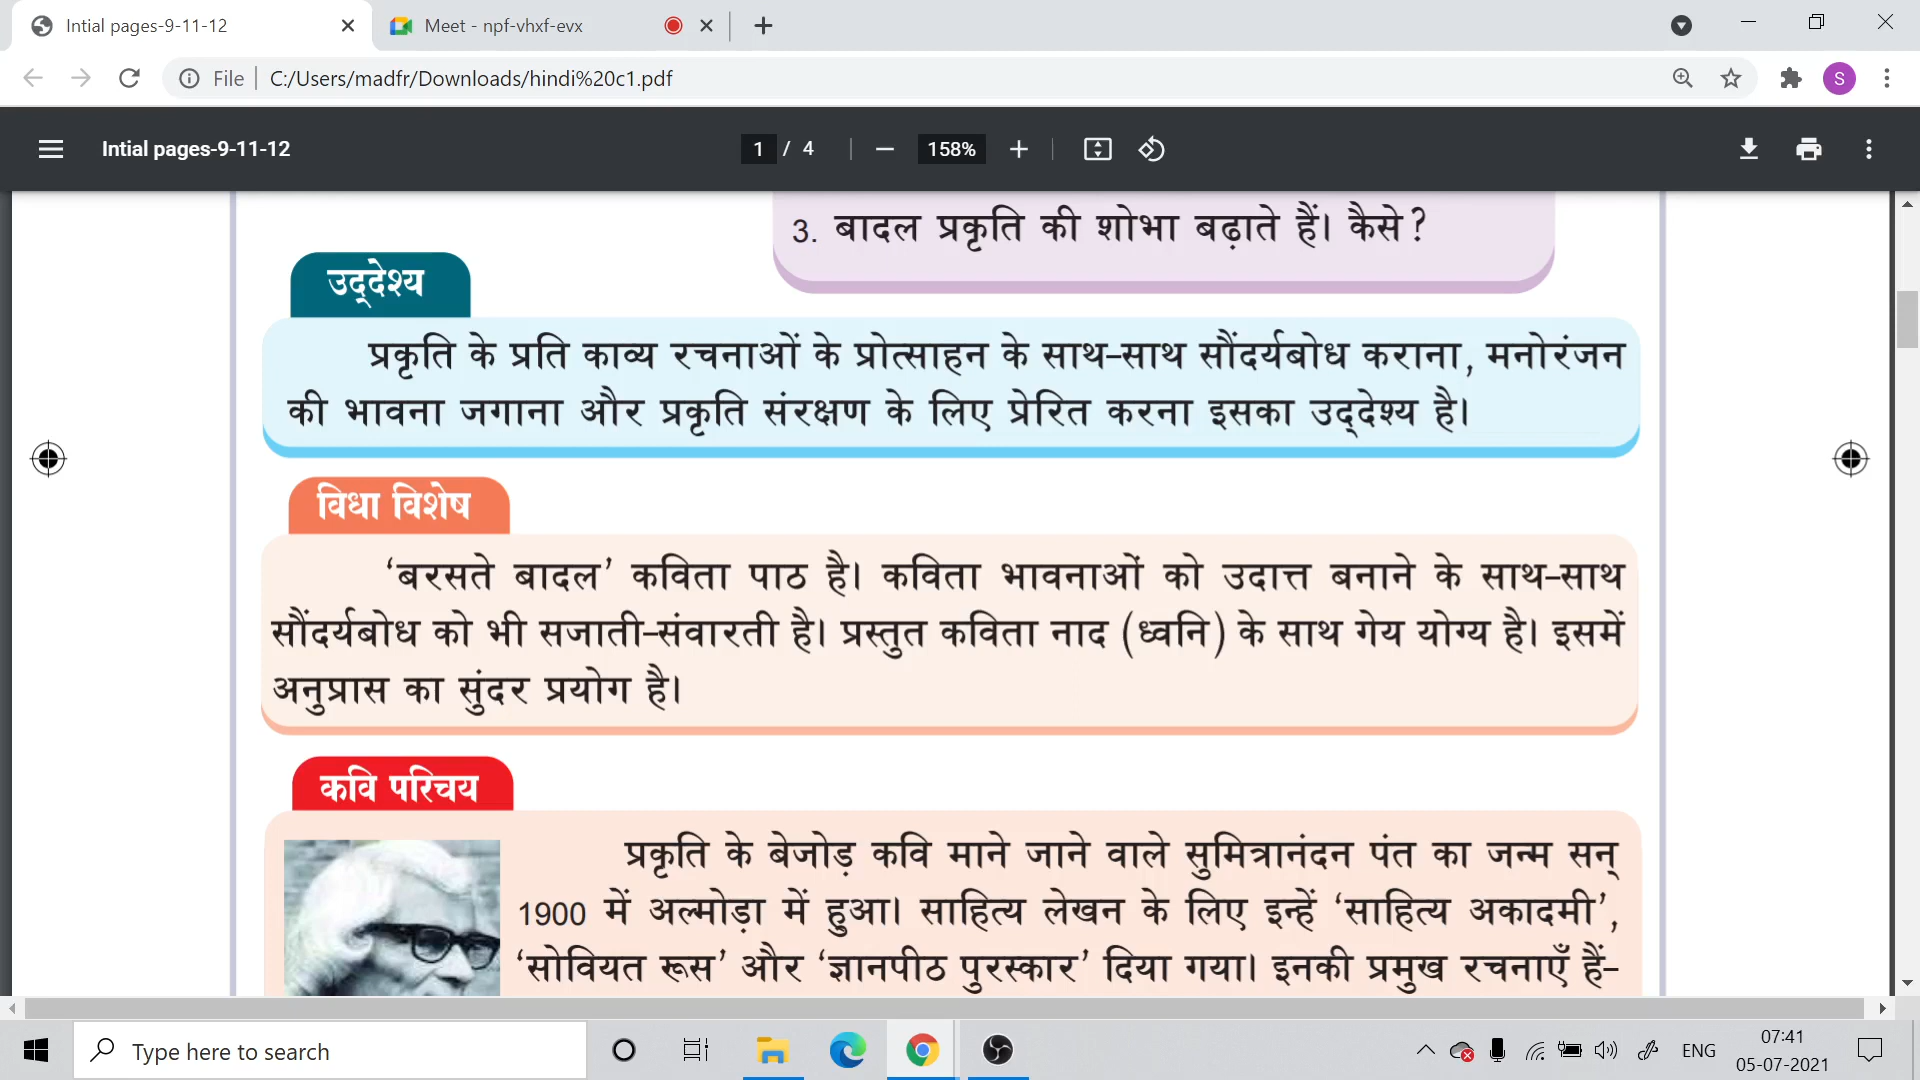 Intial pages-9-11-12
Meet - npf-vhxf-evx
File
C:/Users/madfr/Downloads/hindi%20c1.pdf
S
Intial pages-9-11-12
1 / 4
158%
3. बादल प्रकृति की शोभा बढ़ाते हैं। कैसे?
उद्देश्य
प्रकृति के प्रति काव्य रचनाओं के प्रोत्साहन के साथ-साथ सौंदर्यबोध कराना, मनोरंजन
की भावना जगाना और प्रकृति संरक्षण के लिए प्रेरित करना इसका उद्देश्य है।
विधा विशेष
‘बरसते बादल’ कविता पाठ है। कविता भावनाओं को उदात्त बनाने के साथ-साथ
सौंदर्यबोध को भी सजाती-संवारती है। प्रस्तुत कविता नाद (ध्वनि) के साथ गेय योग्य है। इसमें
अनुप्रास का सुंदर प्रयोग है।
कवि परिचय
प्रकृति के बेजोड़ कवि माने जाने वाले सुमित्रानंदन पंत का जन्म सन्
1900 में अल्मोड़ा में हुआ। साहित्य लेखन के लिए इन्हें ‘साहित्य अकादमी’,
‘सोवियत रूस’ और ‘ज्ञानपीठ पुरस्कार’ दिया गया। इनकी प्रमुख रचनाएँ हैं-
Type here to search
ENG
07:41
05-07-2021